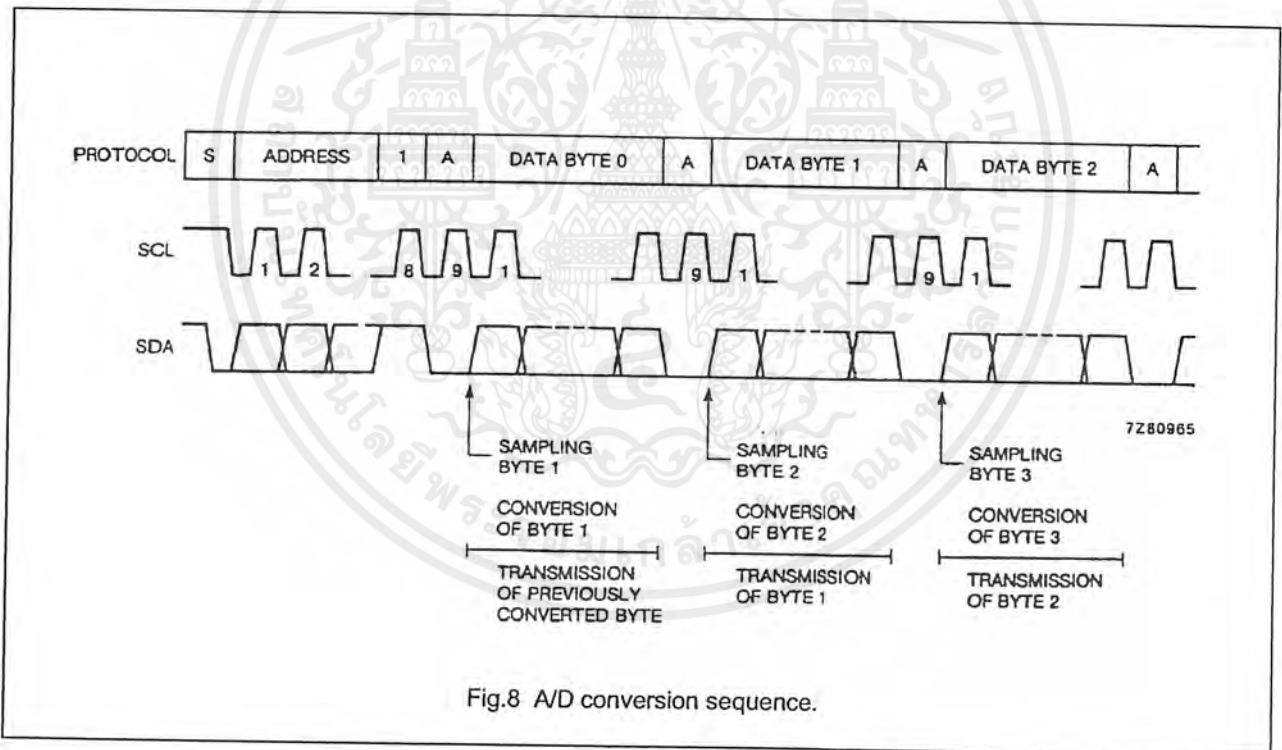 PROTOCOL S ADDRESS 1 A DATA BYTE 0 A DATA BYTE 1 A DATA BYTE 2 A
SCL 1 2 8 9 1 9 1 9 1
SDA
7Z80965
SAMPLING
BYTE 1
CONVERSION
OF BYTE 1
TRANSMISSION
OF PREVIOUSLY
CONVERTED BYTE
SAMPLING
BYTE 2
CONVERSION
OF BYTE 2
TRANSMISSION
OF BYTE 1
SAMPLING
BYTE 3
CONVERSION
OF BYTE 3
TRANSMISSION
OF BYTE 2
Fig.8 A/D conversion sequence.